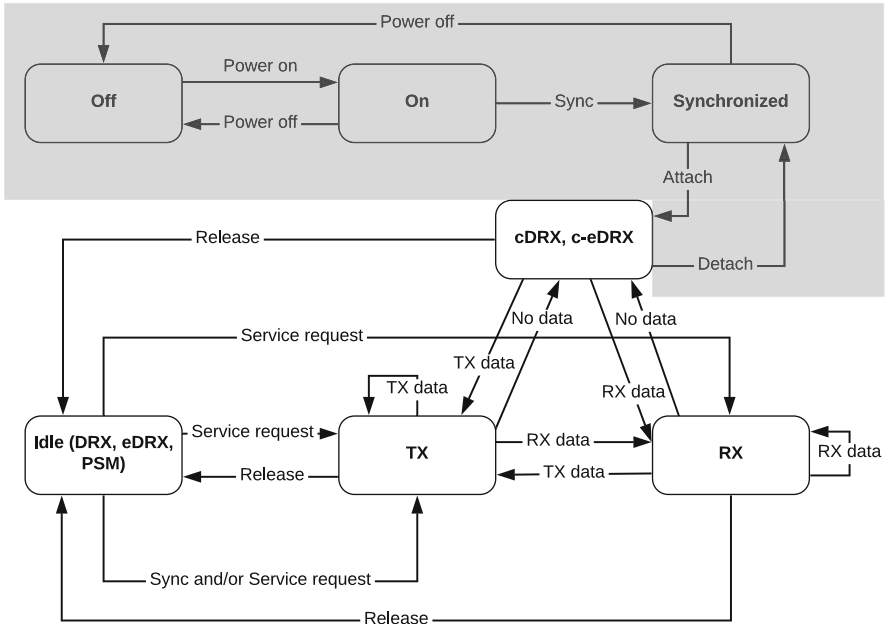 Power off
Power on
Off
On
Sync
Synchronized
Power off
Attach
cDRX, c-eDRX
Release
Detach
No data
No data
Service request
TX data
TX data
RX data
Idle (DRX, eDRX,
PSM)
Service request
TX
RX data
RX
RX data
Release
TX data
Sync and/or Service request
Release